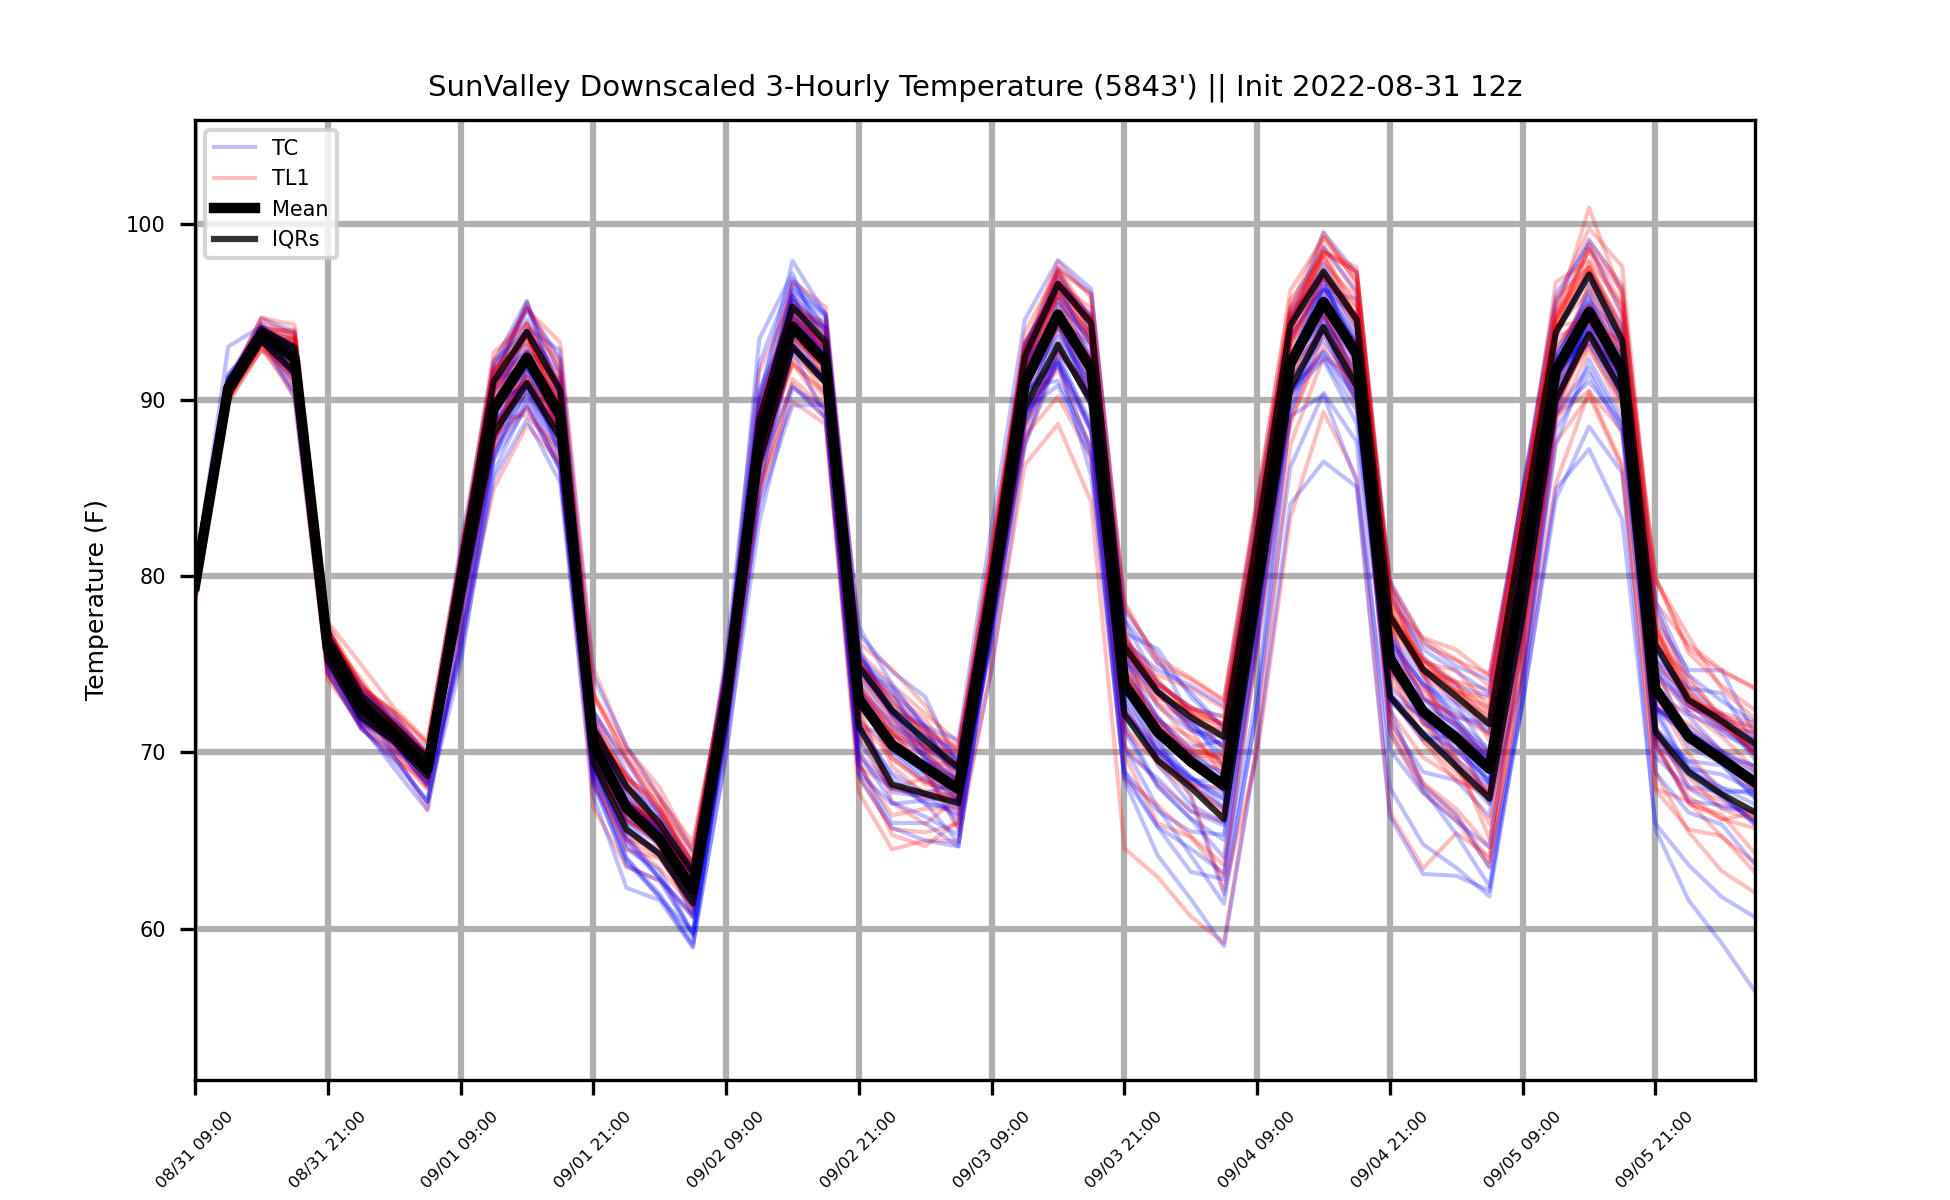 SunValley Downscaled 3-Hourly Temperature (5843') || Init 2022-08-31 12z
TC
TL1
Mean
IQRs
100
90
80
70
60
Temperature (F)
08/31 09:00
08/31 21:00
09/01 09:00
09/01 21:00
09/02 09:00
09/02 21:00
09/03 09:00
09/03 21:00
09/04 09:00
09/04 21:00
09/05 09:00
09/05 21:00